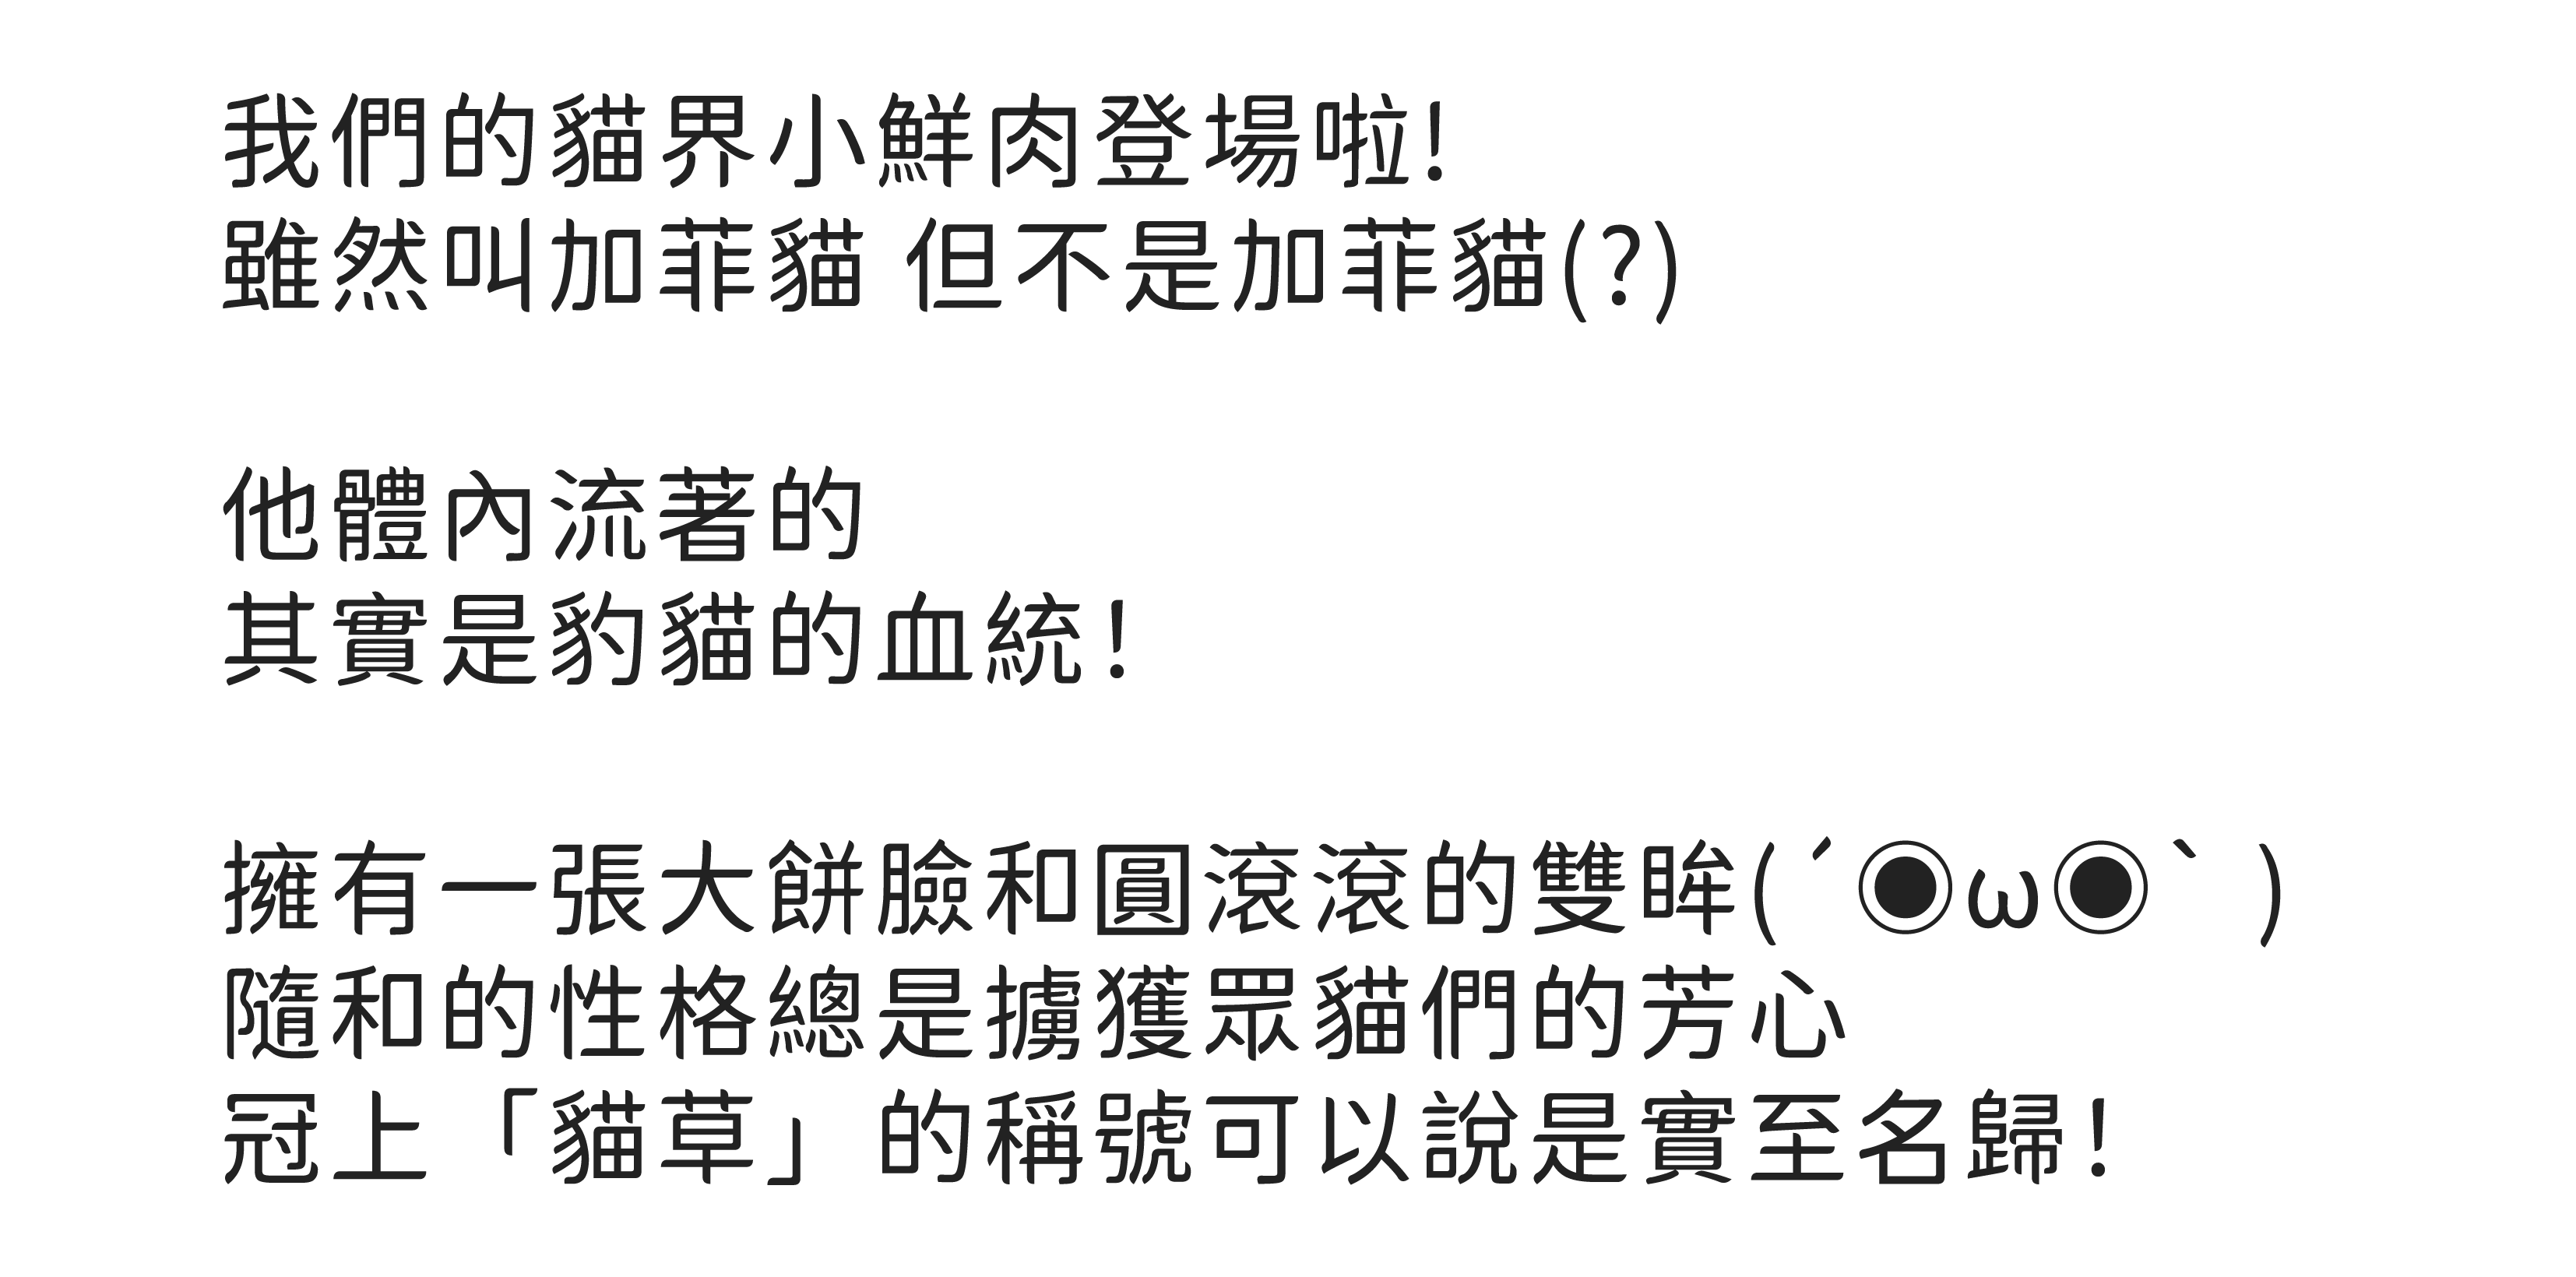 我們的貓界小鮮肉登場啦!
雖然叫加菲貓 但不是加菲貓(?)
他體內流著的
其實是豹貓的血統!
擁有一張大餅臉和圓滾滾的雙眸(´◉ω◉` )
隨和的性格總是擄獲眾貓們的芳心
冠上「貓草」的稱號可以說是實至名歸!